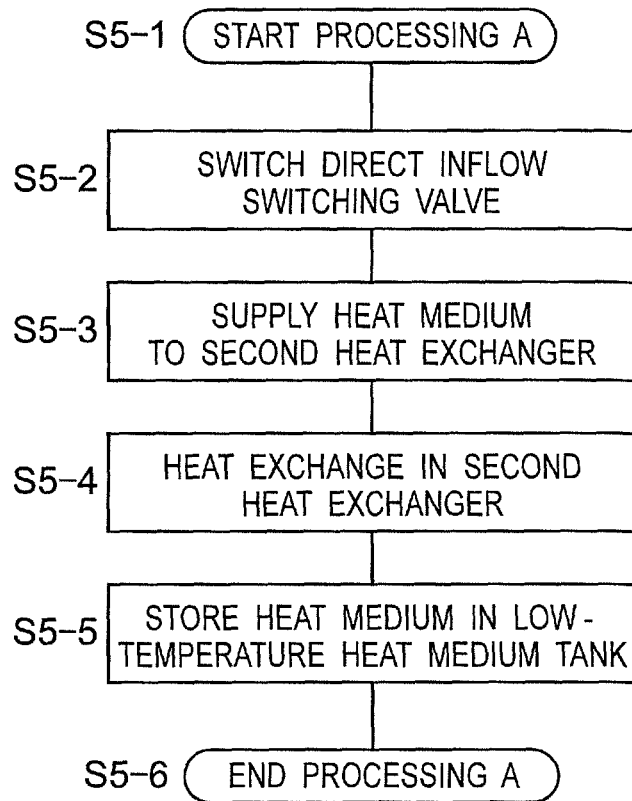 S5-1 START PROCESSING A
S5-2 SWITCH DIRECT INFLOW
SWITCHING VALVE
S5-3 SUPPLY HEAT MEDIUM
TO SECOND HEAT EXCHANGER
S5-4 HEAT EXCHANGE IN SECOND
HEAT EXCHANGER
S5-5 STORE HEAT MEDIUM IN LOW-
TEMPERATURE HEAT MEDIUM TANK
S5-6 END PROCESSING A